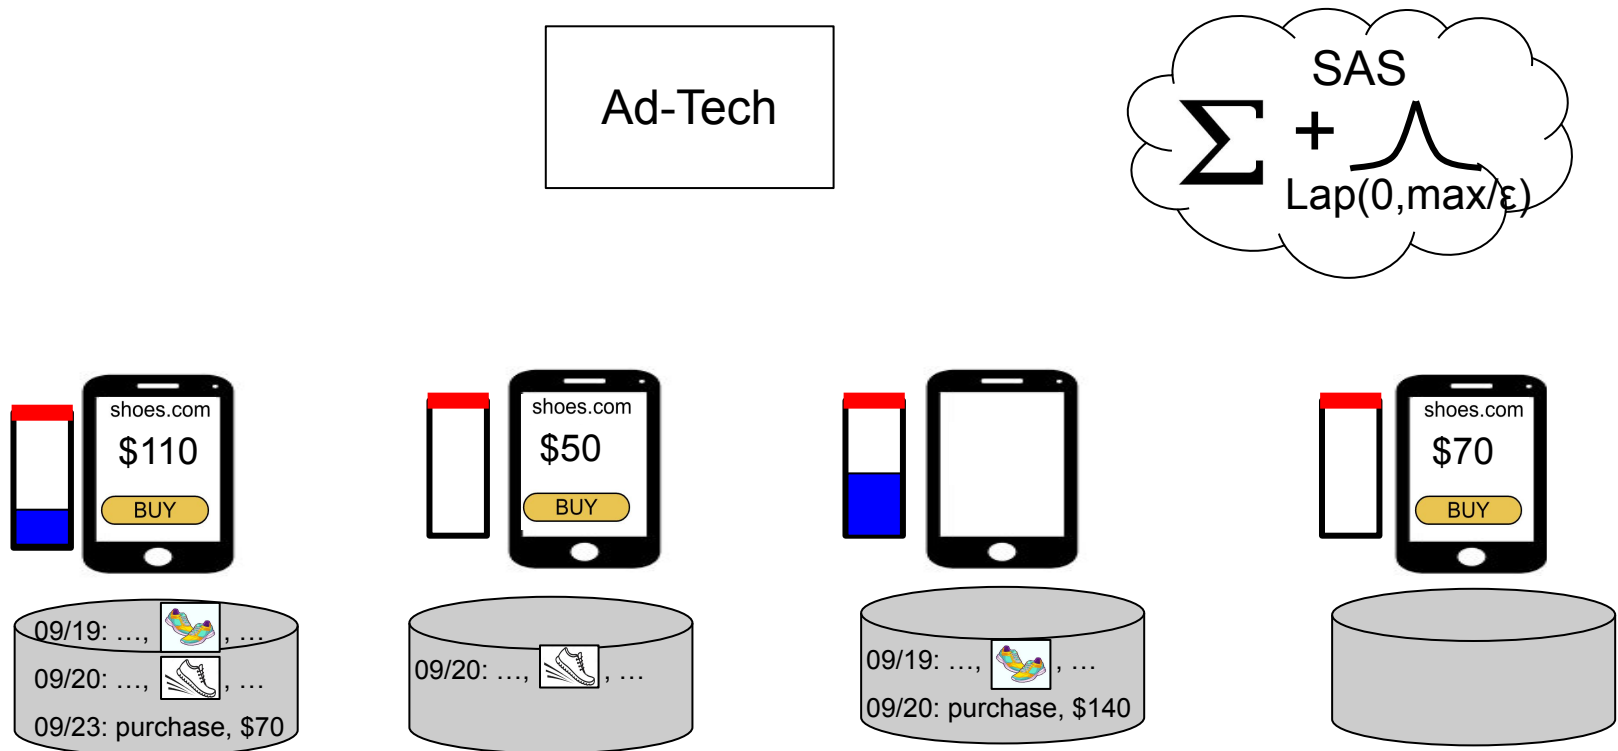 Ad-Tech
SAS
Σ +
Lap(0,max/ε)
shoes.com
$110
BUY
shoes.com
$50
BUY
shoes.com
$70
BUY
09/19: …, , …
09/20: …, , …
09/23: purchase, $70
09/20: …, , …
09/19: …, , …
09/20: purchase, $140